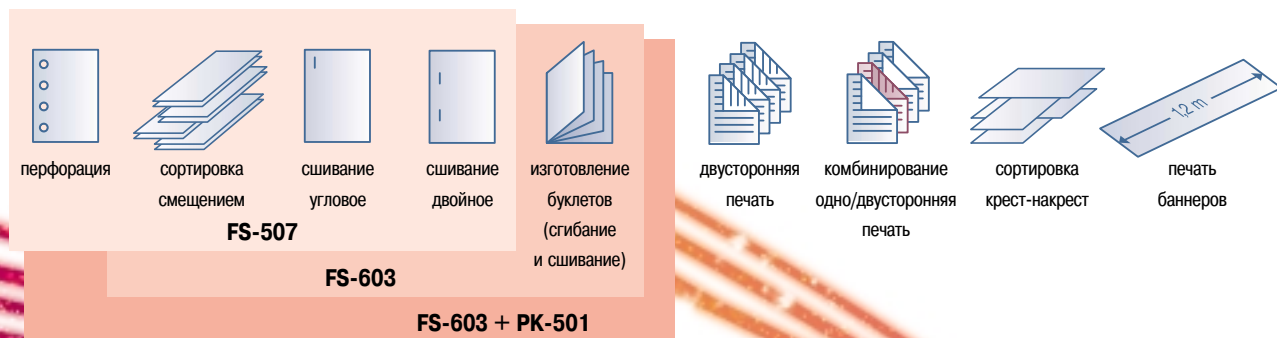 перфорация
сортировка
смещением
сшивание
угловое
сшивание
двойное
изготовление
буклетов
(сгибание
и сшивание)
двусторонняя
печать
комбинирование
одно/двусторонняя
печать
сортировка
крест-накрест
1,2 m
печать
баннеров
FS-507
FS-603
FS-603 + PK-501